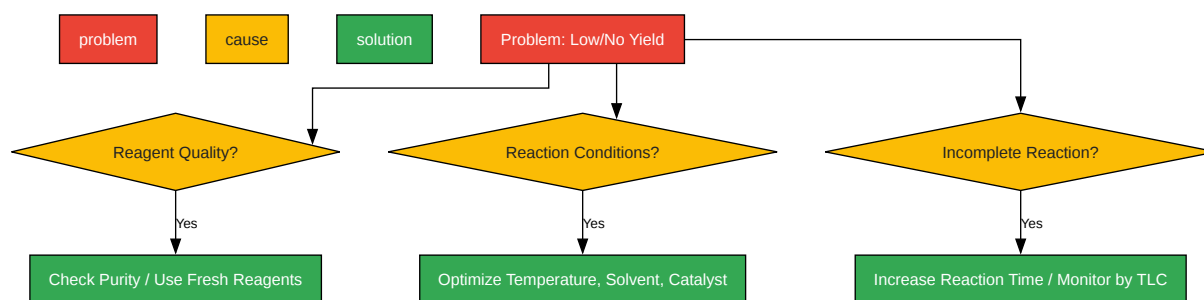 problem
cause
solution
Problem: Low/No Yield
Reagent Quality?
Reaction Conditions?
Incomplete Reaction?
Yes
Yes
Yes
Check Purity / Use Fresh Reagents
Optimize Temperature, Solvent, Catalyst
Increase Reaction Time / Monitor by TLC